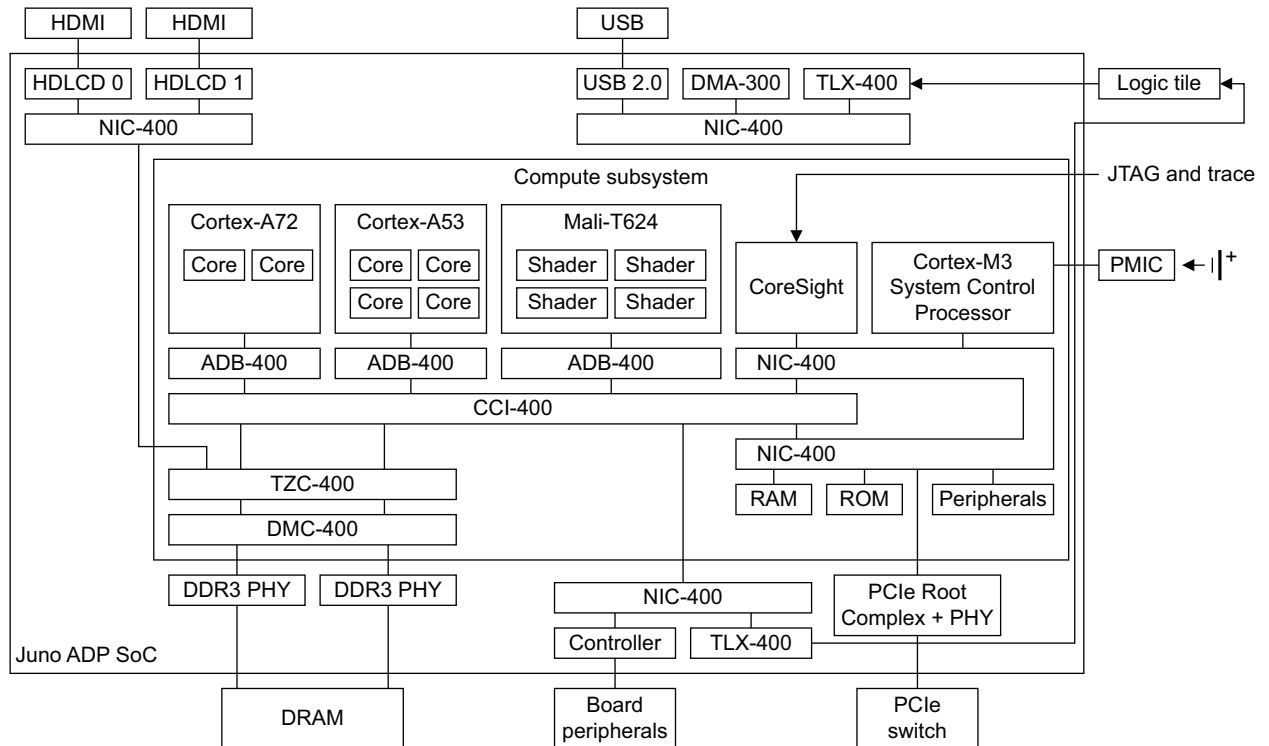 HDMI
HDMI
USB
HDLCD 0
HDLCD 1
USB 2.0
DMA-300
TLX-400
Logic tile
NIC-400
NIC-400
Compute subsystem
JTAG and trace
Cortex-A72
Cortex-A53
Mali-T624
Core
Core
Core
Core
Shader
Shader
Core
Core
Shader
Shader
CoreSight
Cortex-M3
System Control
Processor
PMIC
+
ADB-400
ADB-400
ADB-400
NIC-400
CCI-400
NIC-400
TZC-400
RAM
ROM
Peripherals
DMC-400
DDR3 PHY
DDR3 PHY
NIC-400
PCIe Root
Complex + PHY
Controller
TLX-400
Juno ADP SoC
DRAM
Board
peripherals
PCIe
switch